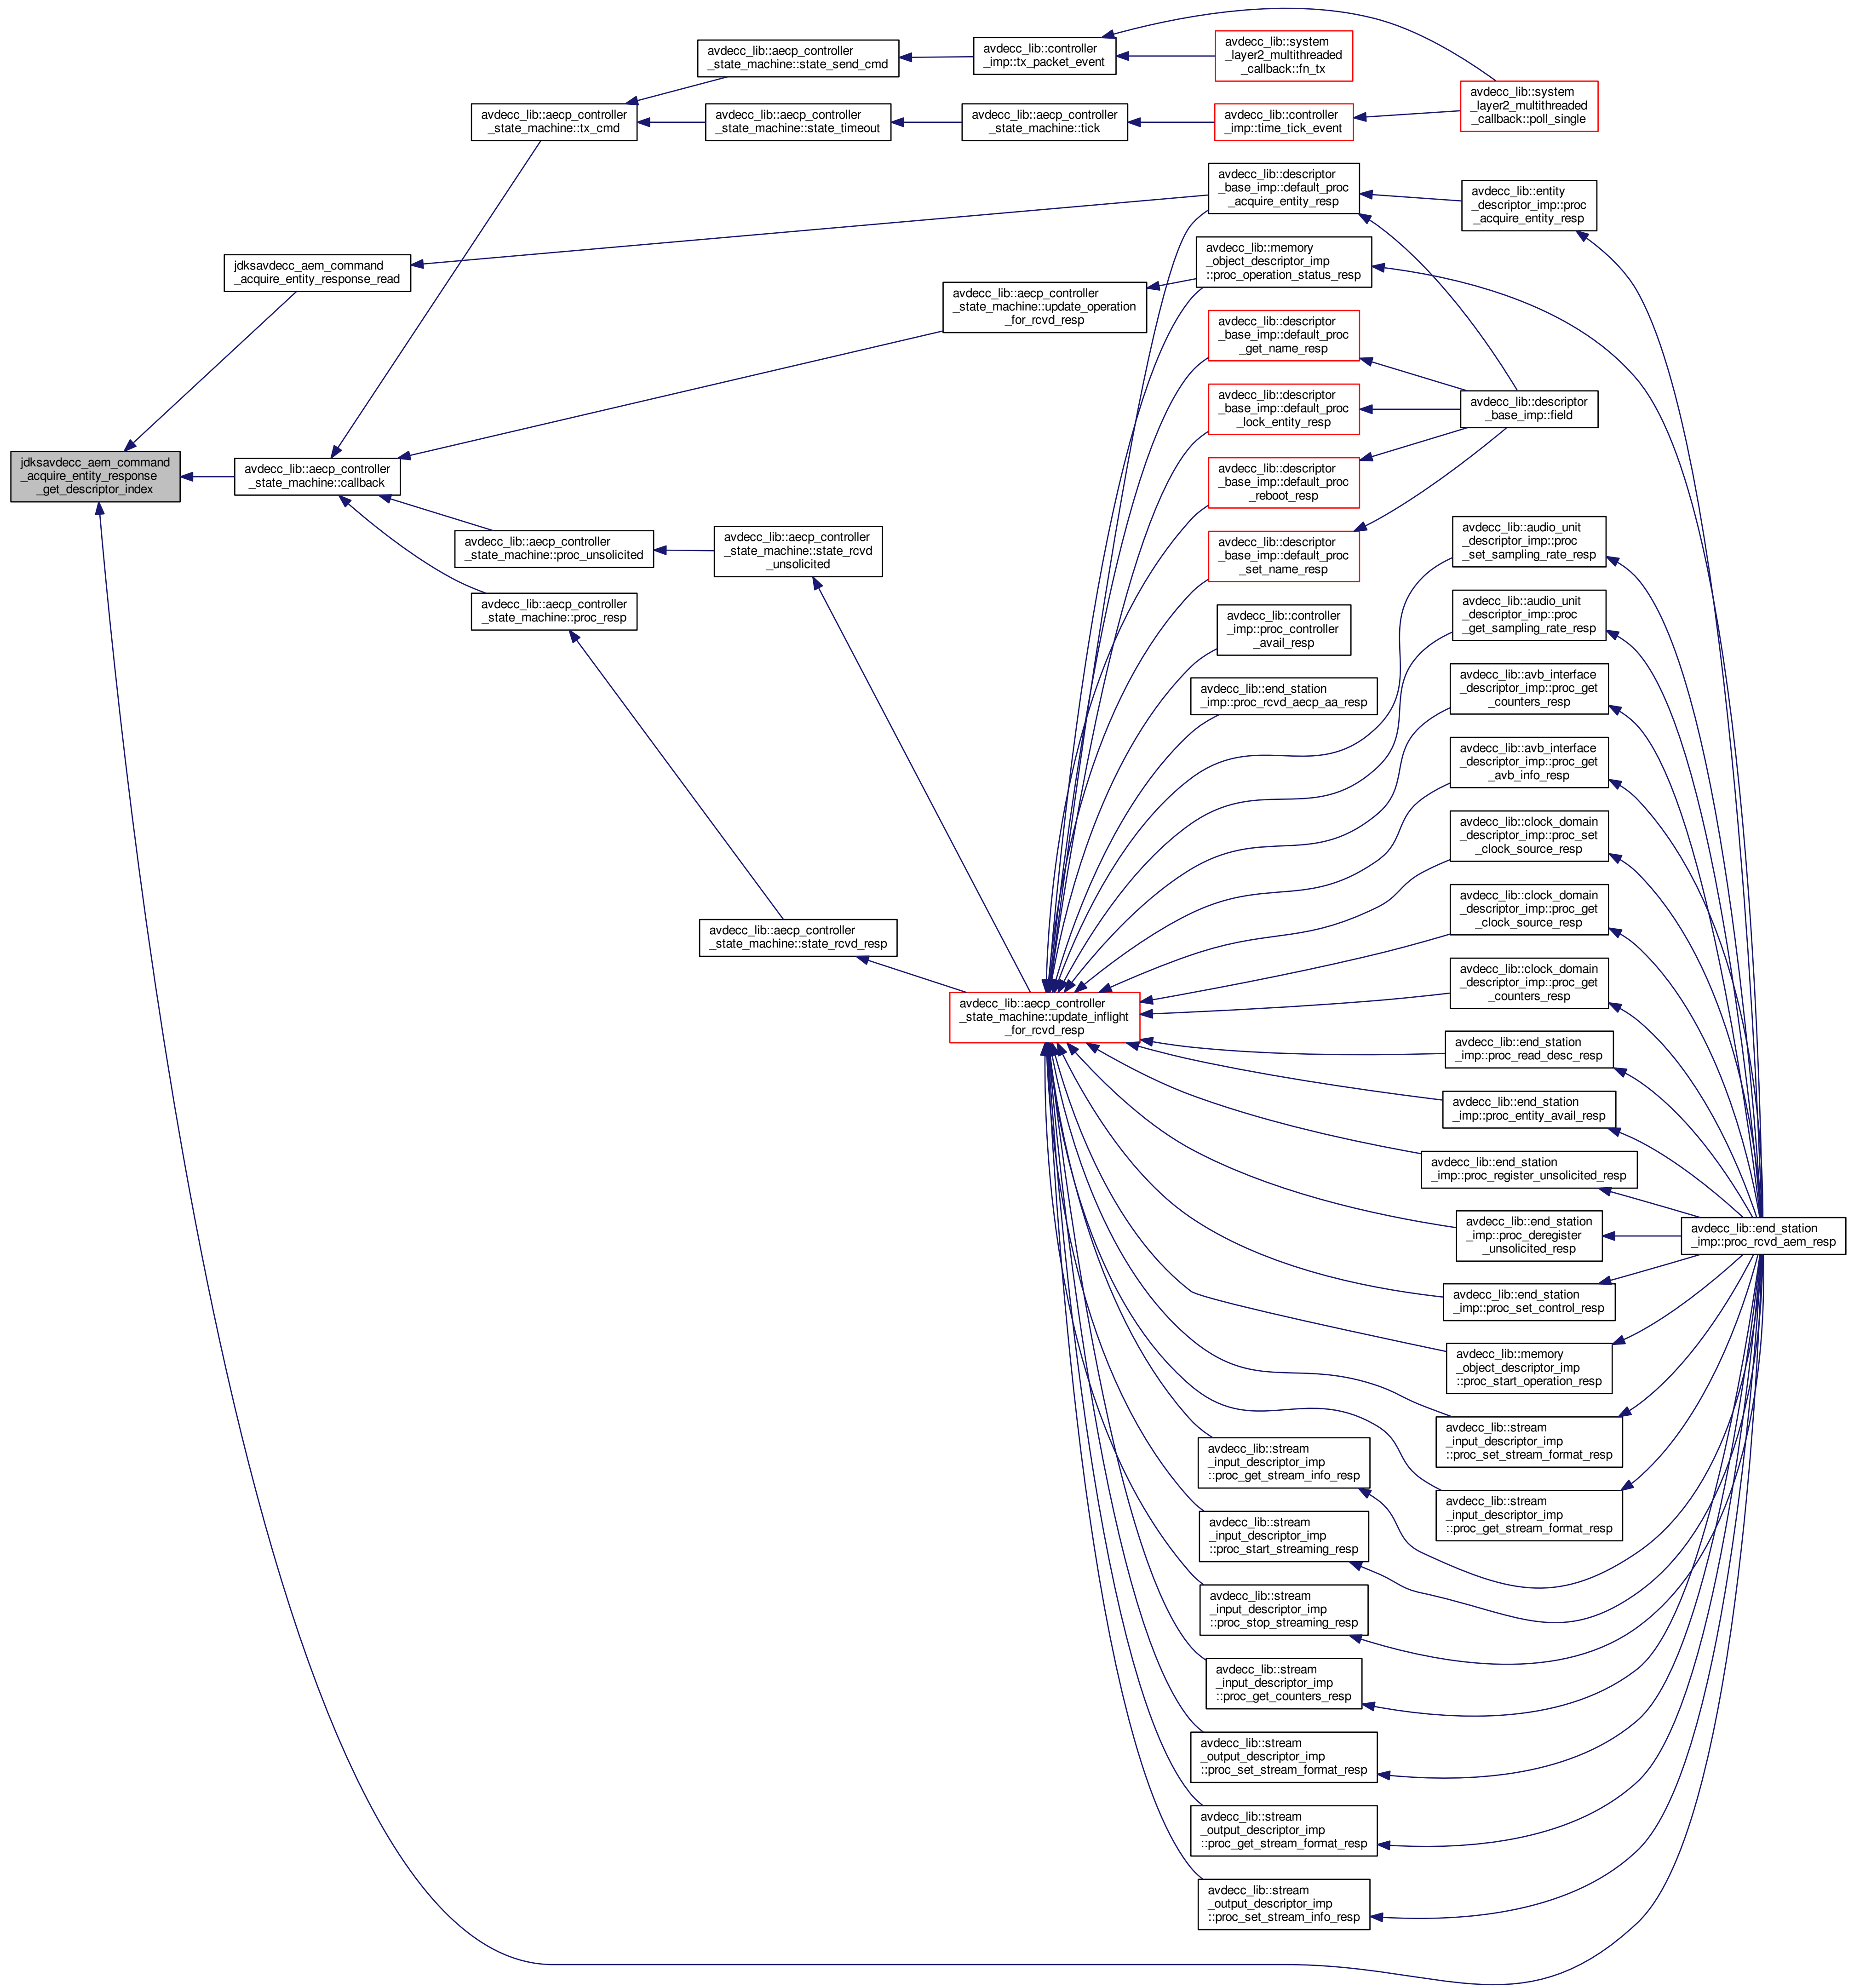 avdecc_lib::aecp_controller
_state_machine::state_send_cmd
avdecc_lib::controller
_imp::tx_packet_event
avdecc_lib::system
_layer2_multithreaded
_callback::fn_tx
avdecc_lib::system
_layer2_multithreaded
_callback::poll_single
avdecc_lib::aecp_controller
_state_machine::tx_cmd
avdecc_lib::aecp_controller
_state_machine::state_timeout
avdecc_lib::aecp_controller
_state_machine::tick
avdecc_lib::controller
_imp::time_tick_event
avdecc_lib::descriptor
_base_imp::default_proc
_acquire_entity_resp
avdecc_lib::entity
_descriptor_imp::proc
_acquire_entity_resp
jdksavdecc_aem_command
_acquire_entity_response_read
avdecc_lib::memory
_object_descriptor_imp
::proc_operation_status_resp
avdecc_lib::aecp_controller
_state_machine::update_operation
_for_rcvd_resp
avdecc_lib::descriptor
_base_imp::default_proc
_get_name_resp
avdecc_lib::descriptor
_base_imp::default_proc
_lock_entity_resp
avdecc_lib::descriptor
_base_imp::field
jdksavdecc_aem_command
_acquire_entity_response
_get_descriptor_index
avdecc_lib::aecp_controller
_state_machine::callback
avdecc_lib::descriptor
_base_imp::default_proc
_reboot_resp
avdecc_lib::aecp_controller
_state_machine::proc_unsolicited
avdecc_lib::aecp_controller
_state_machine::state_rcvd
_unsolicited
avdecc_lib::descriptor
_base_imp::default_proc
_set_name_resp
avdecc_lib::audio_unit
_descriptor_imp::proc
_set_sampling_rate_resp
avdecc_lib::aecp_controller
_state_machine::proc_resp
avdecc_lib::controller
_imp::proc_controller
_avail_resp
avdecc_lib::audio_unit
_descriptor_imp::proc
_get_sampling_rate_resp
avdecc_lib::end_station
_imp::proc_rcvd_aecp_aa_resp
avdecc_lib::avb_interface
_descriptor_imp::proc_get
_counters_resp
avdecc_lib::avb_interface
_descriptor_imp::proc_get
_avb_info_resp
avdecc_lib::clock_domain
_descriptor_imp::proc_set
_clock_source_resp
avdecc_lib::clock_domain
_descriptor_imp::proc_get
_clock_source_resp
avdecc_lib::aecp_controller
_state_machine::state_rcvd_resp
avdecc_lib::clock_domain
_descriptor_imp::proc_get
_counters_resp
avdecc_lib::aecp_controller
_state_machine::update_inflight
_for_rcvd_resp
avdecc_lib::end_station
_imp::proc_read_desc_resp
avdecc_lib::end_station
_imp::proc_entity_avail_resp
avdecc_lib::end_station
_imp::proc_register_unsolicited_resp
avdecc_lib::end_station
_imp::proc_deregister
_unsolicited_resp
avdecc_lib::end_station
_imp::proc_rcvd_aem_resp
avdecc_lib::end_station
_imp::proc_set_control_resp
avdecc_lib::memory
_object_descriptor_imp
::proc_start_operation_resp
avdecc_lib::stream
_input_descriptor_imp
::proc_set_stream_format_resp
avdecc_lib::stream
_input_descriptor_imp
::proc_get_stream_info_resp
avdecc_lib::stream
_input_descriptor_imp
::proc_get_stream_format_resp
avdecc_lib::stream
_input_descriptor_imp
::proc_start_streaming_resp
avdecc_lib::stream
_input_descriptor_imp
::proc_stop_streaming_resp
avdecc_lib::stream
_input_descriptor_imp
::proc_get_counters_resp
avdecc_lib::stream
_output_descriptor_imp
::proc_set_stream_format_resp
avdecc_lib::stream
_output_descriptor_imp
::proc_get_stream_format_resp
avdecc_lib::stream
_output_descriptor_imp
::proc_set_stream_info_resp